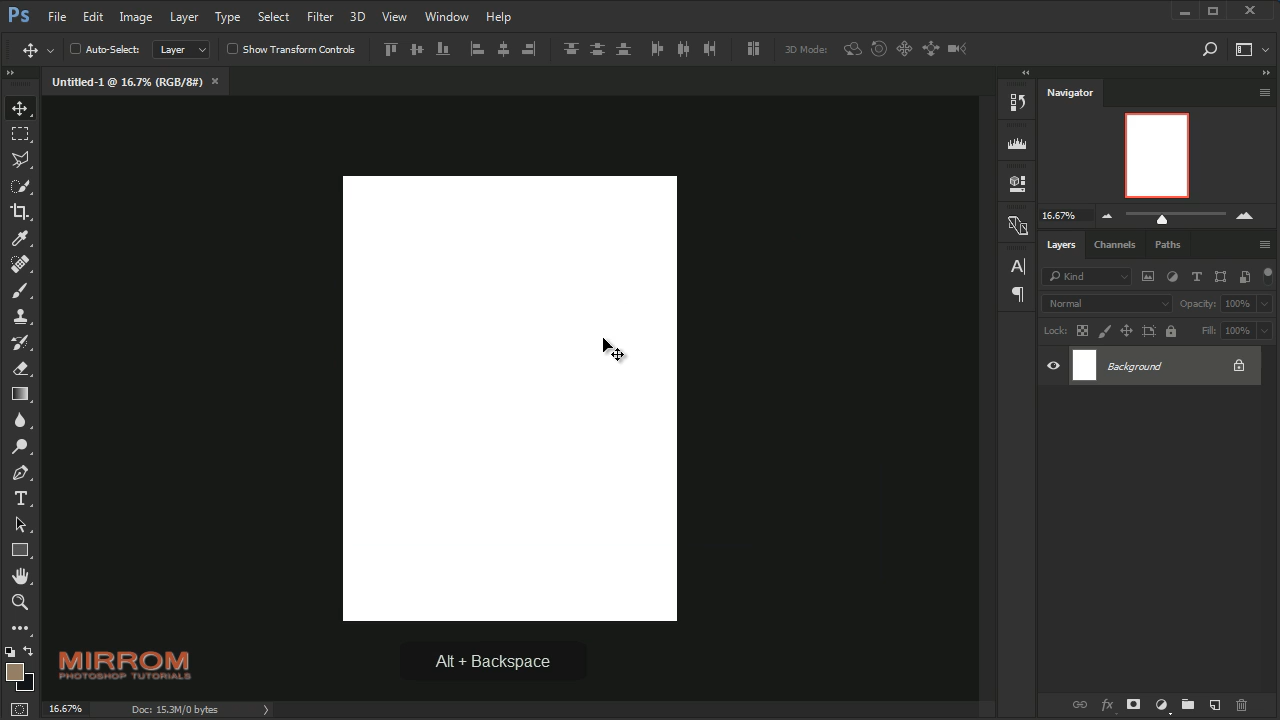 Ps File Edit Image Layer Type Select Filter 3D View Window Help
Auto-Select: Layer Show Transform Controls 3D Mode:
Untitled-1 @ 16.7% (RGB/8#) ×
Navigator
16.67%
Layers Channels Paths
Kind
Normal Opacity: 100%
Lock: Fill: 100%
Background
MIRROM
PHOTOSHOP TUTORIALS
Alt + Backspace
16.67% Doc: 15.3M/0 bytes